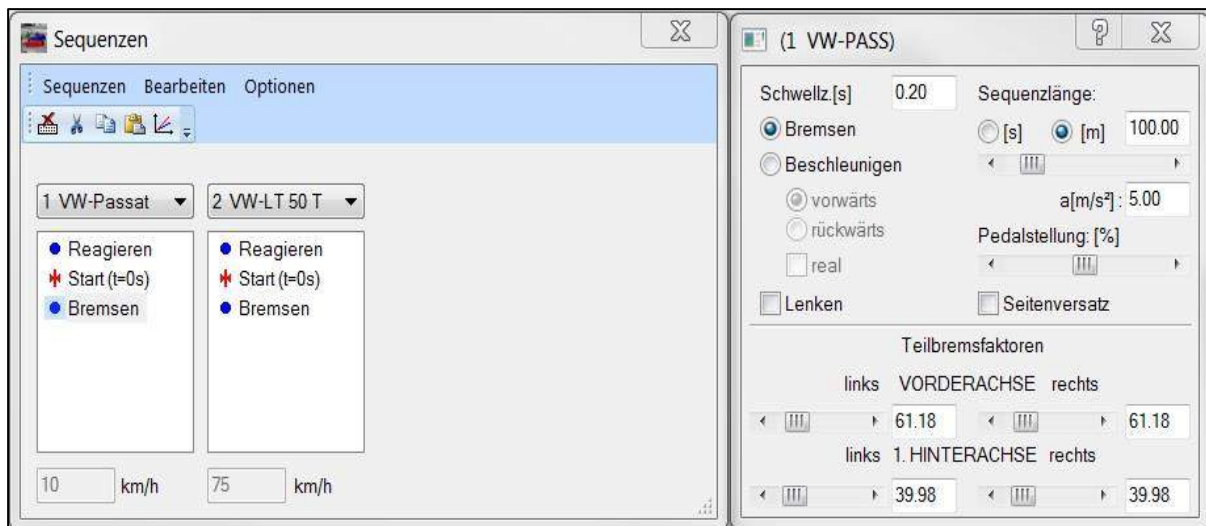 Sequenzen
Sequenzen Bearbeiten Optionen
1 VW-Passat 2 VW-LT 50 T
Reagieren
Start (t=0s)
Bremsen
Reagieren
Start (t=0s)
Bremsen
10 km/h 75 km/h
(1 VW-PASS)
Schwellz.[s] 0.20 Sequenzlänge:
Bremsen [s] [m] 100.00
Beschleunigen
vorwärts a[m/s²] : 5.00
rückwärts Pedalstellung: [%]
real
Lenken Seitenversatz
Teilbremsfaktoren
links VORDERACHSE rechts
61.18 61.18
links 1. HINTERACHSE rechts
39.98 39.98